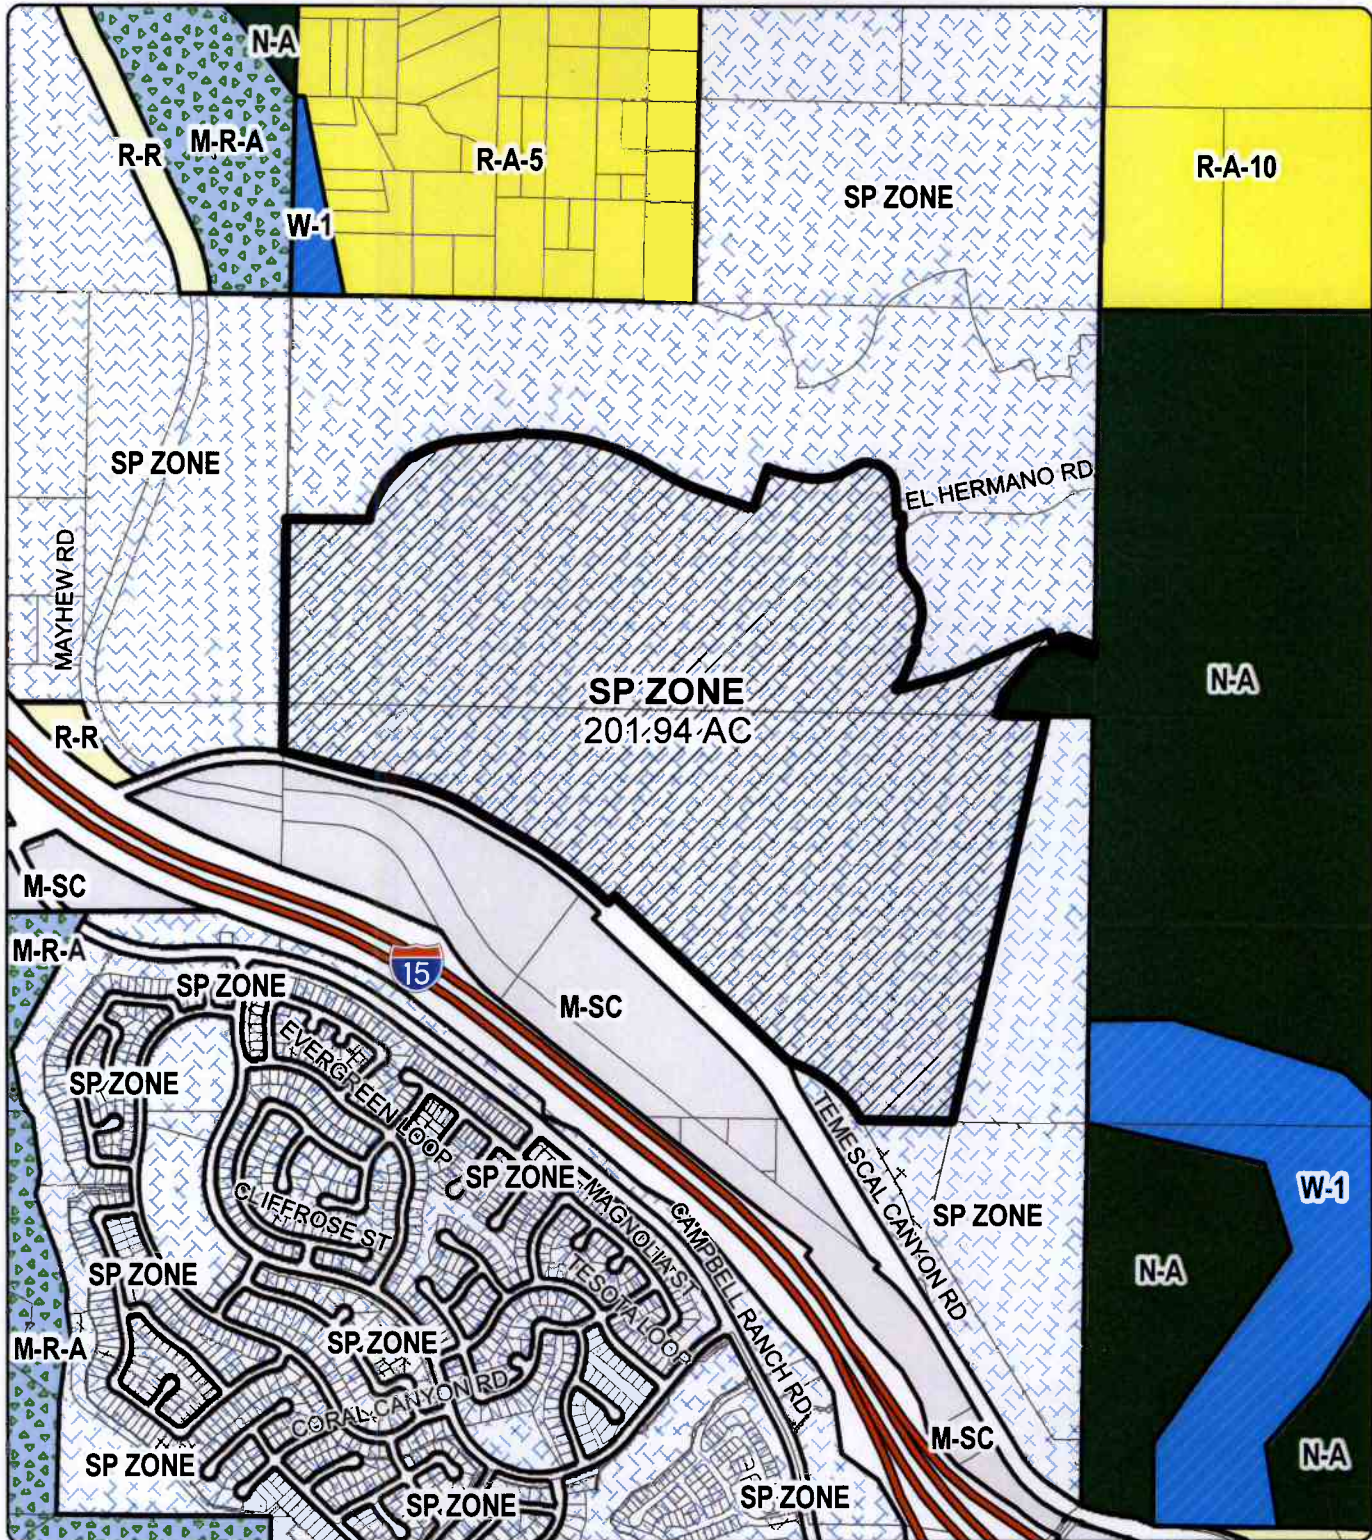 N-A
R-R
M-R-A
R-A-5
R-A-10
SP ZONE
W-1
SP ZONE
EL HERMANO RD
MAYHEW RD
SP ZONE
201.94 AC
N-A
R-R
M-SC
M-R-A
15
SP ZONE
M-SC
EVERGREEN LOOP
SP ZONE
TEMESCAL CANYON RD
SP ZONE
MAGNOLIA ST
CAMPBELL RANCH RD
CLIFFROSE ST
SP ZONE
W-1
TESOTA LOOP
SP ZONE
N-A
SP ZONE
M-R-A
CORAL CANYON RD
M-SC
N-A
SP ZONE
SP ZONE
SP ZONE